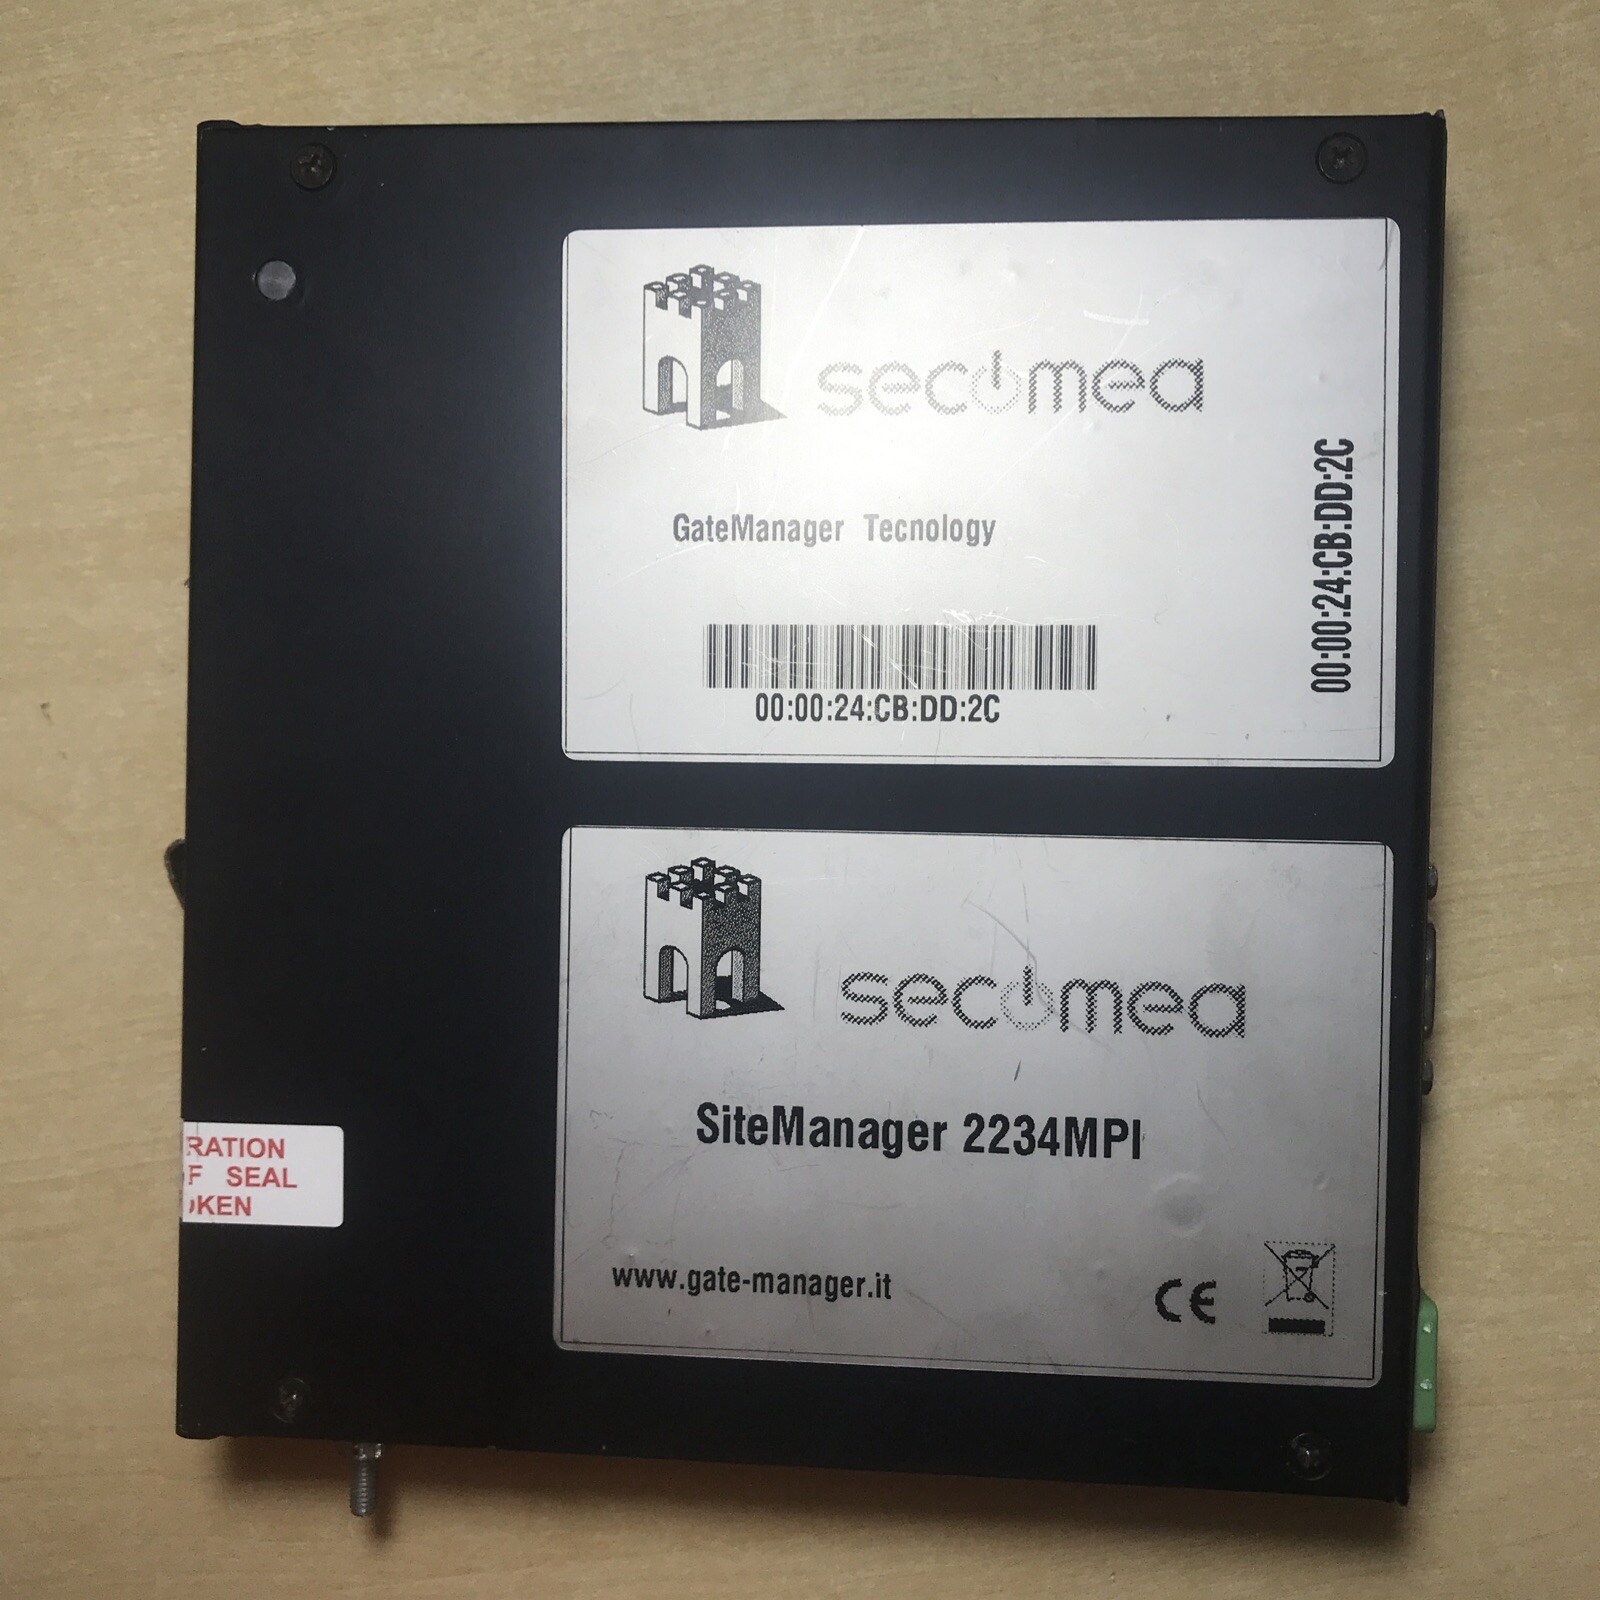 secomea
GateManager Tecnology
00:00:24:CB:DD:2C
00:00:24:CB:DD:2C
secomea
SiteManager 2234MPI
www.gate-manager.it
CE
RATION
F SEAL
KEN